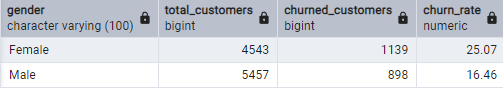 gender total_customers churned_customers churn_rate
character varying (100) bigint bigint numeric
Female 4543 1139 25.07
Male 5457 898 16.46